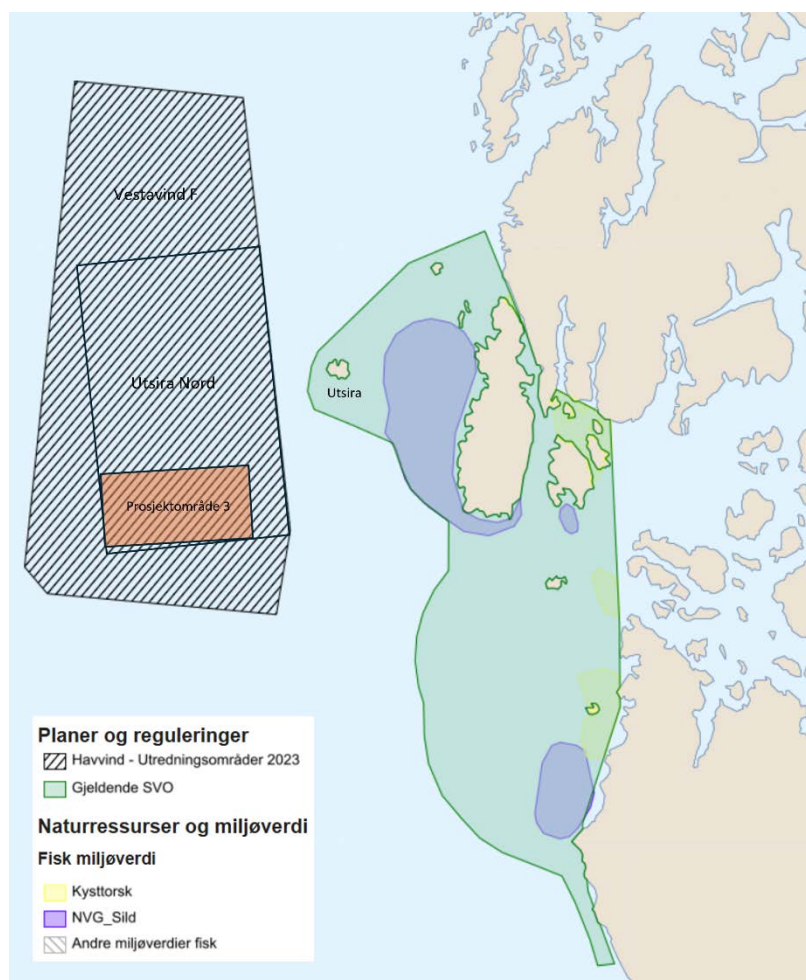 Vestavind F
Utsira Nord
Utsira
Prosjektområde 3
Planer og reguleringer
Havvind - Utredningsområder 2023
Gjeldende SVO
Naturressurser og miljøverdi
Fisk miljøverdi
Kysttorsk
NVG_Sild
Andre miljøverdier fisk